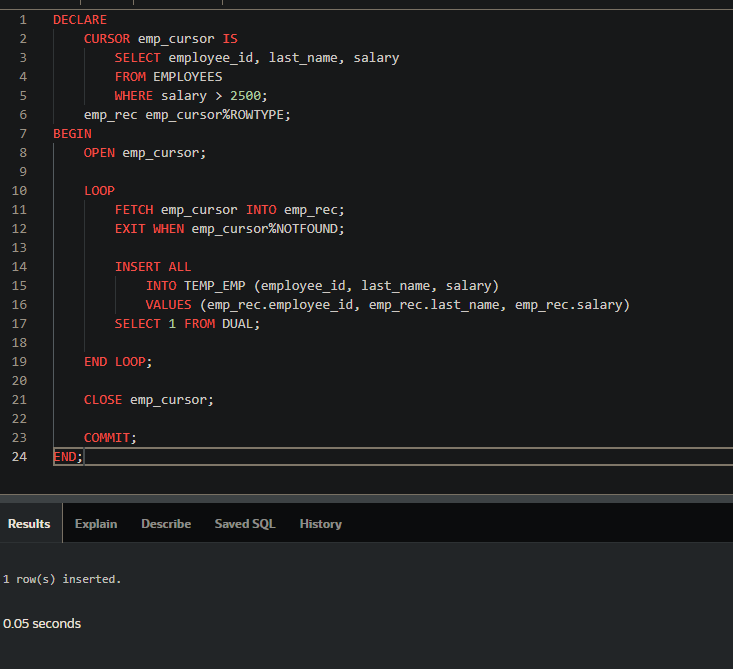 1 DECLARE
2     CURSOR emp_cursor IS
3         SELECT employee_id, last_name, salary
4         FROM EMPLOYEES
5         WHERE salary > 2500;
6     emp_rec emp_cursor%ROWTYPE;
7 BEGIN
8     OPEN emp_cursor;
9
10     LOOP
11         FETCH emp_cursor INTO emp_rec;
12         EXIT WHEN emp_cursor%NOTFOUND;
13
14         INSERT ALL
15             INTO TEMP_EMP (employee_id, last_name, salary)
16             VALUES (emp_rec.employee_id, emp_rec.last_name, emp_rec.salary)
17         SELECT 1 FROM DUAL;
18
19     END LOOP;
20
21     CLOSE emp_cursor;
22
23     COMMIT;
24 END;
Results Explain Describe Saved SQL History
1 row(s) inserted.
0.05 seconds